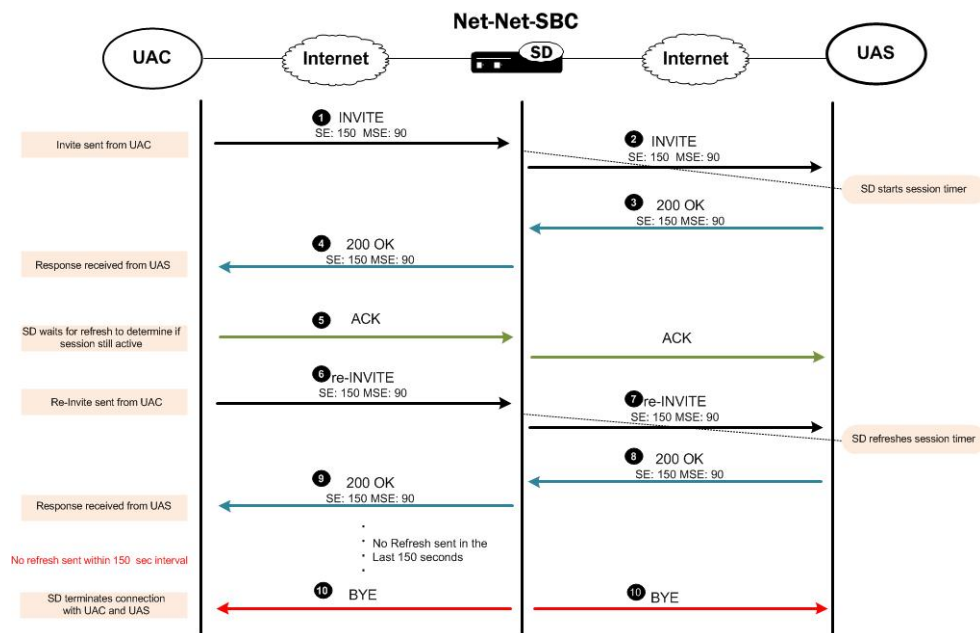 Net-Net-SBC
UAC
Internet
SD
Internet
UAS
1 INVITE
SE: 150 MSE: 90
Invite sent from UAC
2 INVITE
SE: 150 MSE: 90
SD starts session timer
3 200 OK
SE: 150 MSE: 90
4 200 OK
SE: 150 MSE: 90
Response received from UAS
5 ACK
SD waits for refresh to determine if
session still active
ACK
6 re-INVITE
SE: 150 MSE: 90
Re-Invite sent from UAC
7 re-INVITE
SE: 150 MSE: 90
SD refreshes session timer
8 200 OK
SE: 150 MSE: 90
9 200 OK
SE: 150 MSE: 90
Response received from UAS
No Refresh sent in the
Last 150 seconds
No refresh sent within 150 sec interval
10 BYE
10 BYE
SD terminates connection
with UAC and UAS